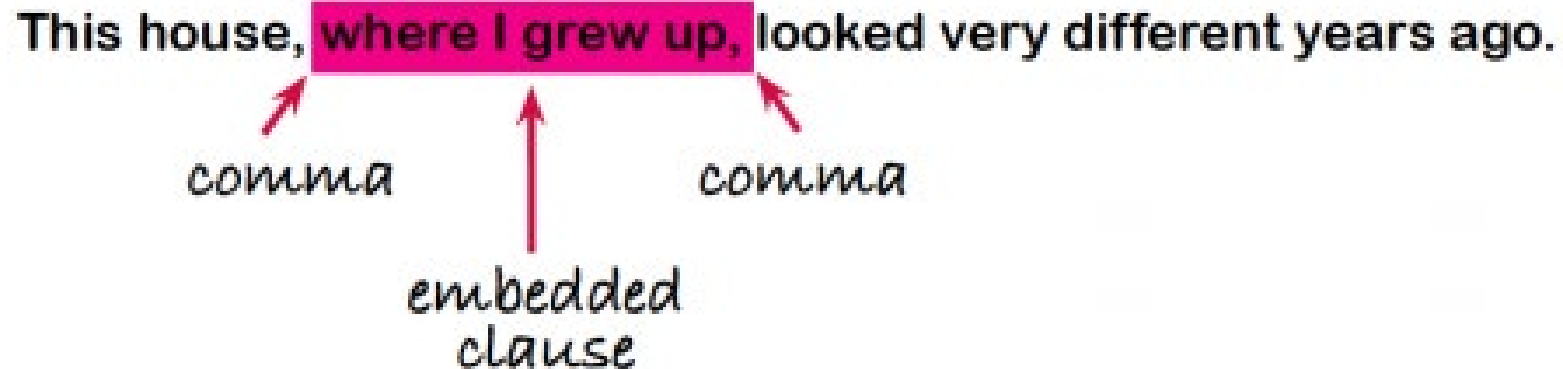 This house, where I grew up, looked very different years ago.
comma comma
embedded
clause